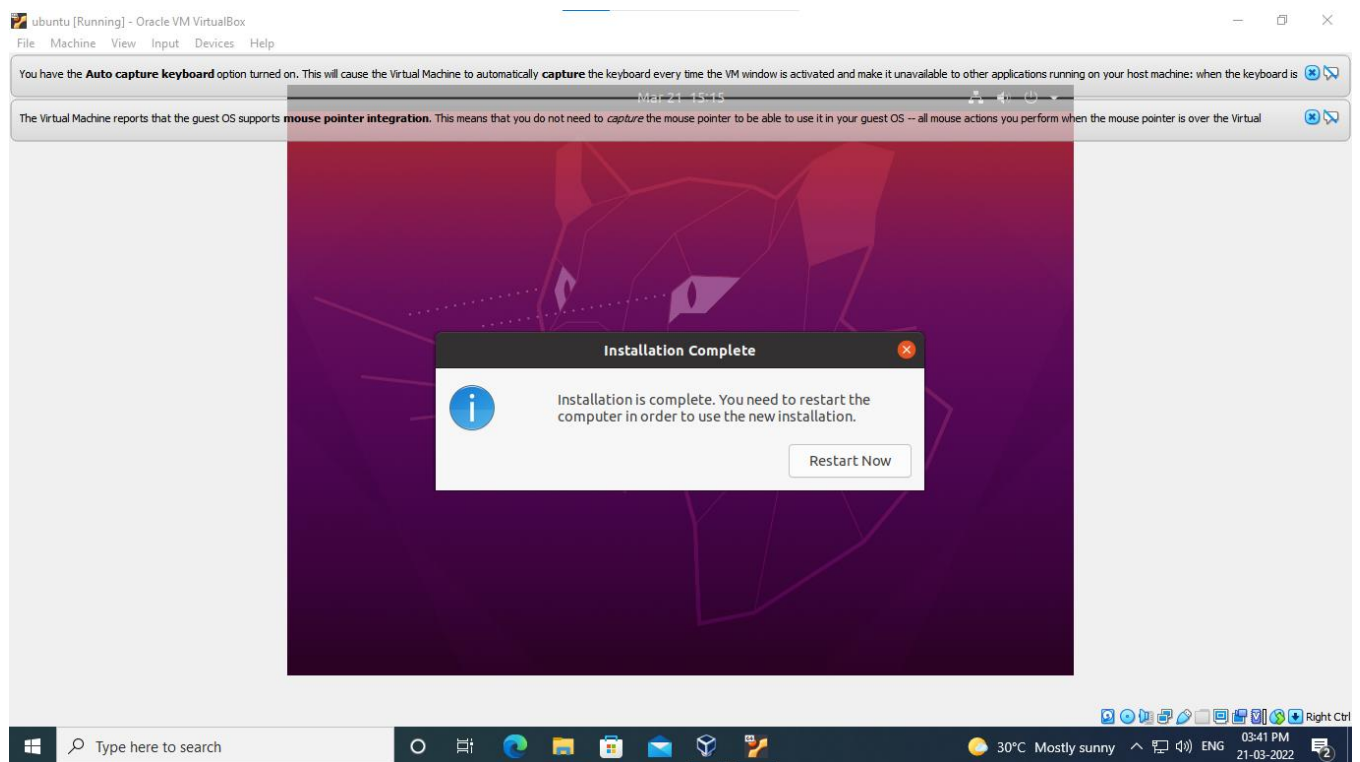 ubuntu [Running] - Oracle VM VirtualBox
File Machine View Input Devices Help
You have the Auto capture keyboard option turned on. This will cause the Virtual Machine to automatically capture the keyboard every time the VM window is activated and make it unavailable to other applications running on your host machine: when the keyboard is
Mar 21 15:15
The Virtual Machine reports that the guest OS supports mouse pointer integration. This means that you do not need to capture the mouse pointer to be able to use it in your guest OS -- all mouse actions you perform when the mouse pointer is over the Virtual
Installation Complete
Installation is complete. You need to restart the
computer in order to use the new installation.
Restart Now
Right Ctrl
Type here to search
30°C Mostly sunny
ENG
03:41 PM
21-03-2022
2